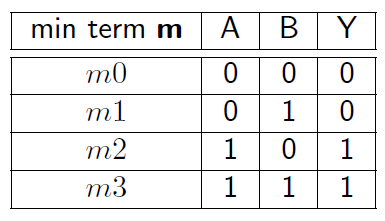 min term m A B Y
m0 0 0 0
m1 0 1 0
m2 1 0 1
m3 1 1 1